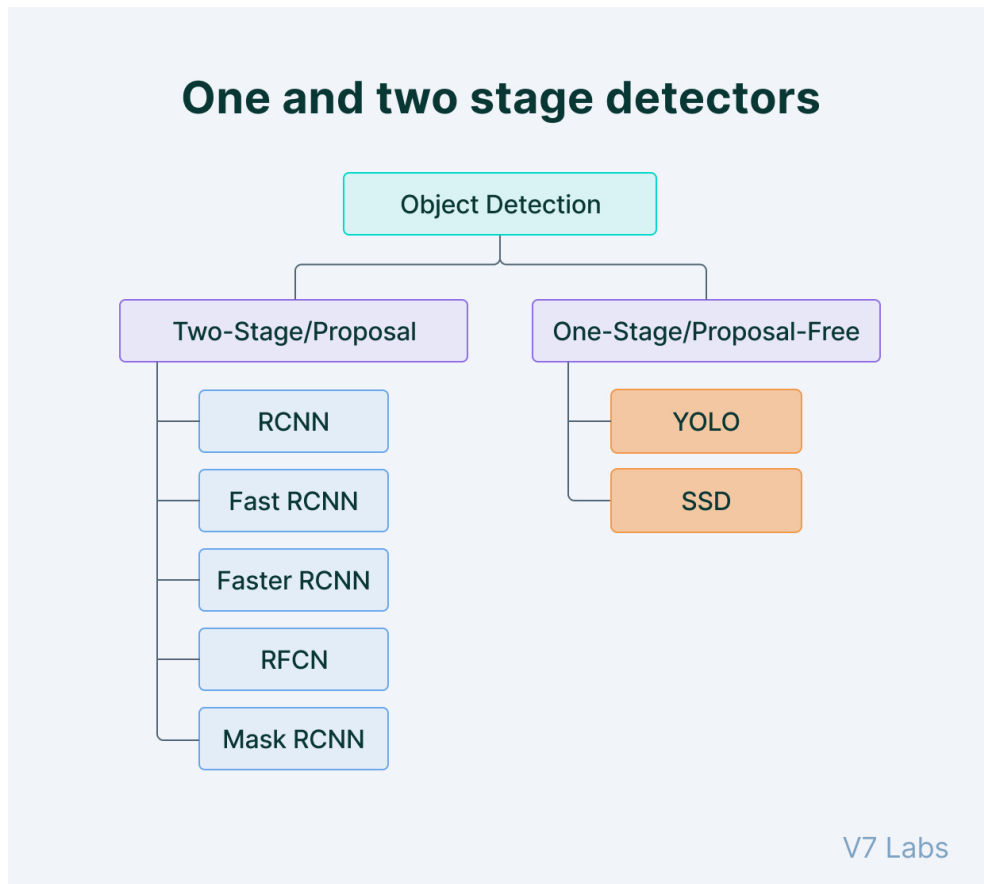 One and two stage detectors
Object Detection
Two-Stage/Proposal
RCNN
Fast RCNN
Faster RCNN
RFCN
Mask RCNN
One-Stage/Proposal-Free
YOLO
SSD
V7 Labs